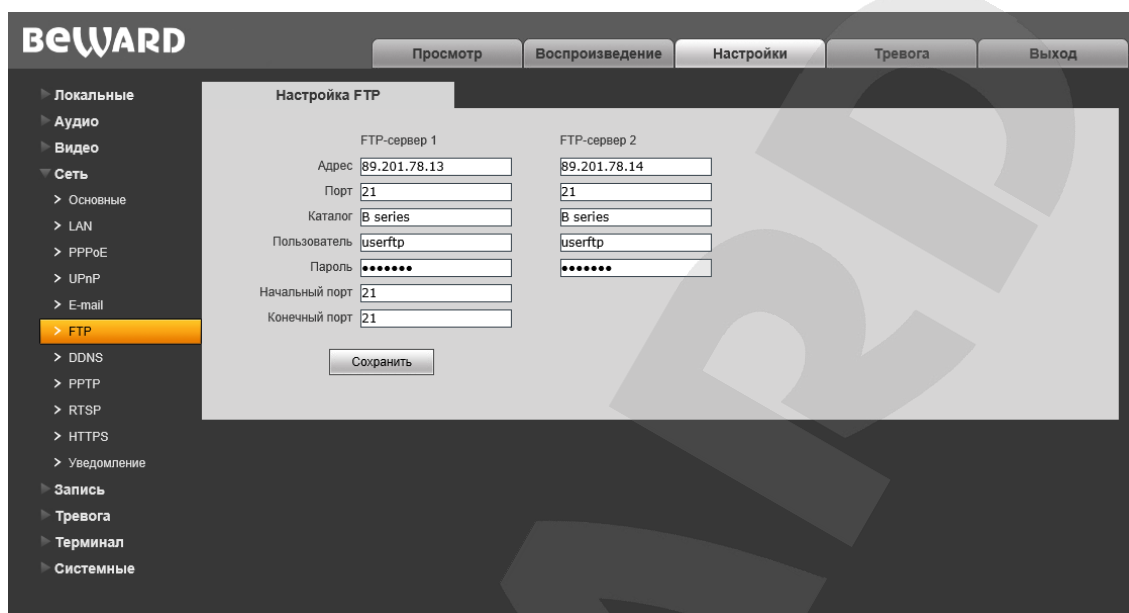 BEWARD
Просмотр Воспроизведение Настройки Тревога Выход
Локальные
Аудио
Видео
Сеть
> Основные
> LAN
> PPPoE
> UPnP
> E-mail
> FTP
> DDNS
> PPTP
> RTSP
> HTTPS
> Уведомление
Запись
Тревога
Терминал
Системные
Настройка FTP
FTP-сервер 1 FTP-сервер 2
Адрес 89.201.78.13 89.201.78.14
Порт 21 21
Каталог B series B series
Пользователь userftp userftp
Пароль ●●●●●●● ●●●●●●●
Начальный порт 21
Конечный порт 21
Сохранить